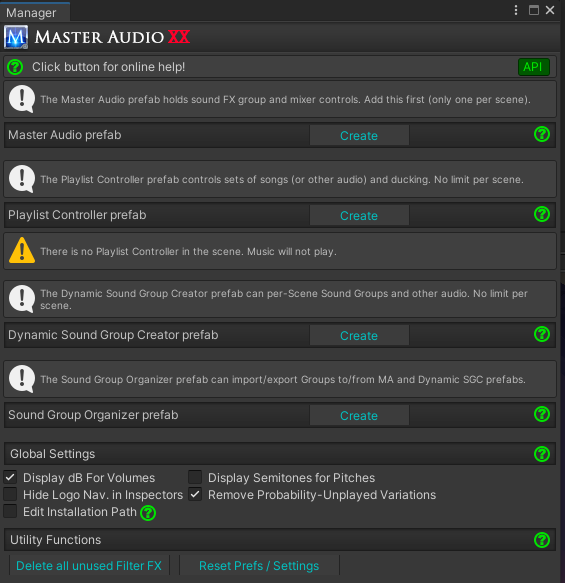 Manager
MASTER AUDIO XX
Click button for online help!
API
The Master Audio prefab holds sound FX group and mixer controls. Add this first (only one per scene).
Master Audio prefab
Create
The Playlist Controller prefab controls sets of songs (or other audio) and ducking. No limit per scene.
Playlist Controller prefab
Create
There is no Playlist Controller in the scene. Music will not play.
The Dynamic Sound Group Creator prefab can per-Scene Sound Groups and other audio. No limit per
scene.
Dynamic Sound Group Creator prefab
Create
The Sound Group Organizer prefab can import/export Groups to/from MA and Dynamic SGC prefabs.
Sound Group Organizer prefab
Create
Global Settings
Display dB For Volumes
Display Semitones for Pitches
Hide Logo Nav. in Inspectors
Remove Probability-Unplayed Variations
Edit Installation Path
Utility Functions
Delete all unused Filter FX
Reset Prefs / Settings